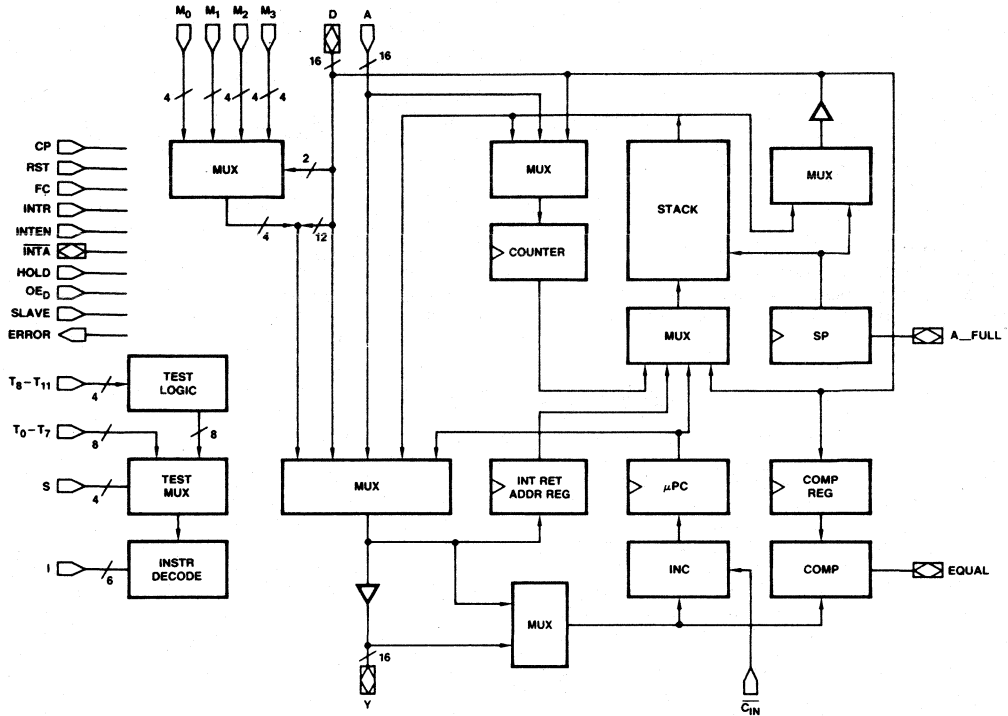 M0 M1 M2 M3 D A
16 16
4 4 4 4
CP
RST
FC
INTR
INTEN
INTA
HOLD
OED
SLAVE
ERROR
MUX
2
4 12
MUX
COUNTER
STACK
MUX
MUX
SP
A__FULL
T8–T11
4
TEST
LOGIC
8
T0–T7
8
S
4
TEST
MUX
I
6
INSTR
DECODE
MUX
INT RET
ADDR REG
μPC
COMP
REG
INC
COMP
EQUAL
MUX
16
Y
CIN